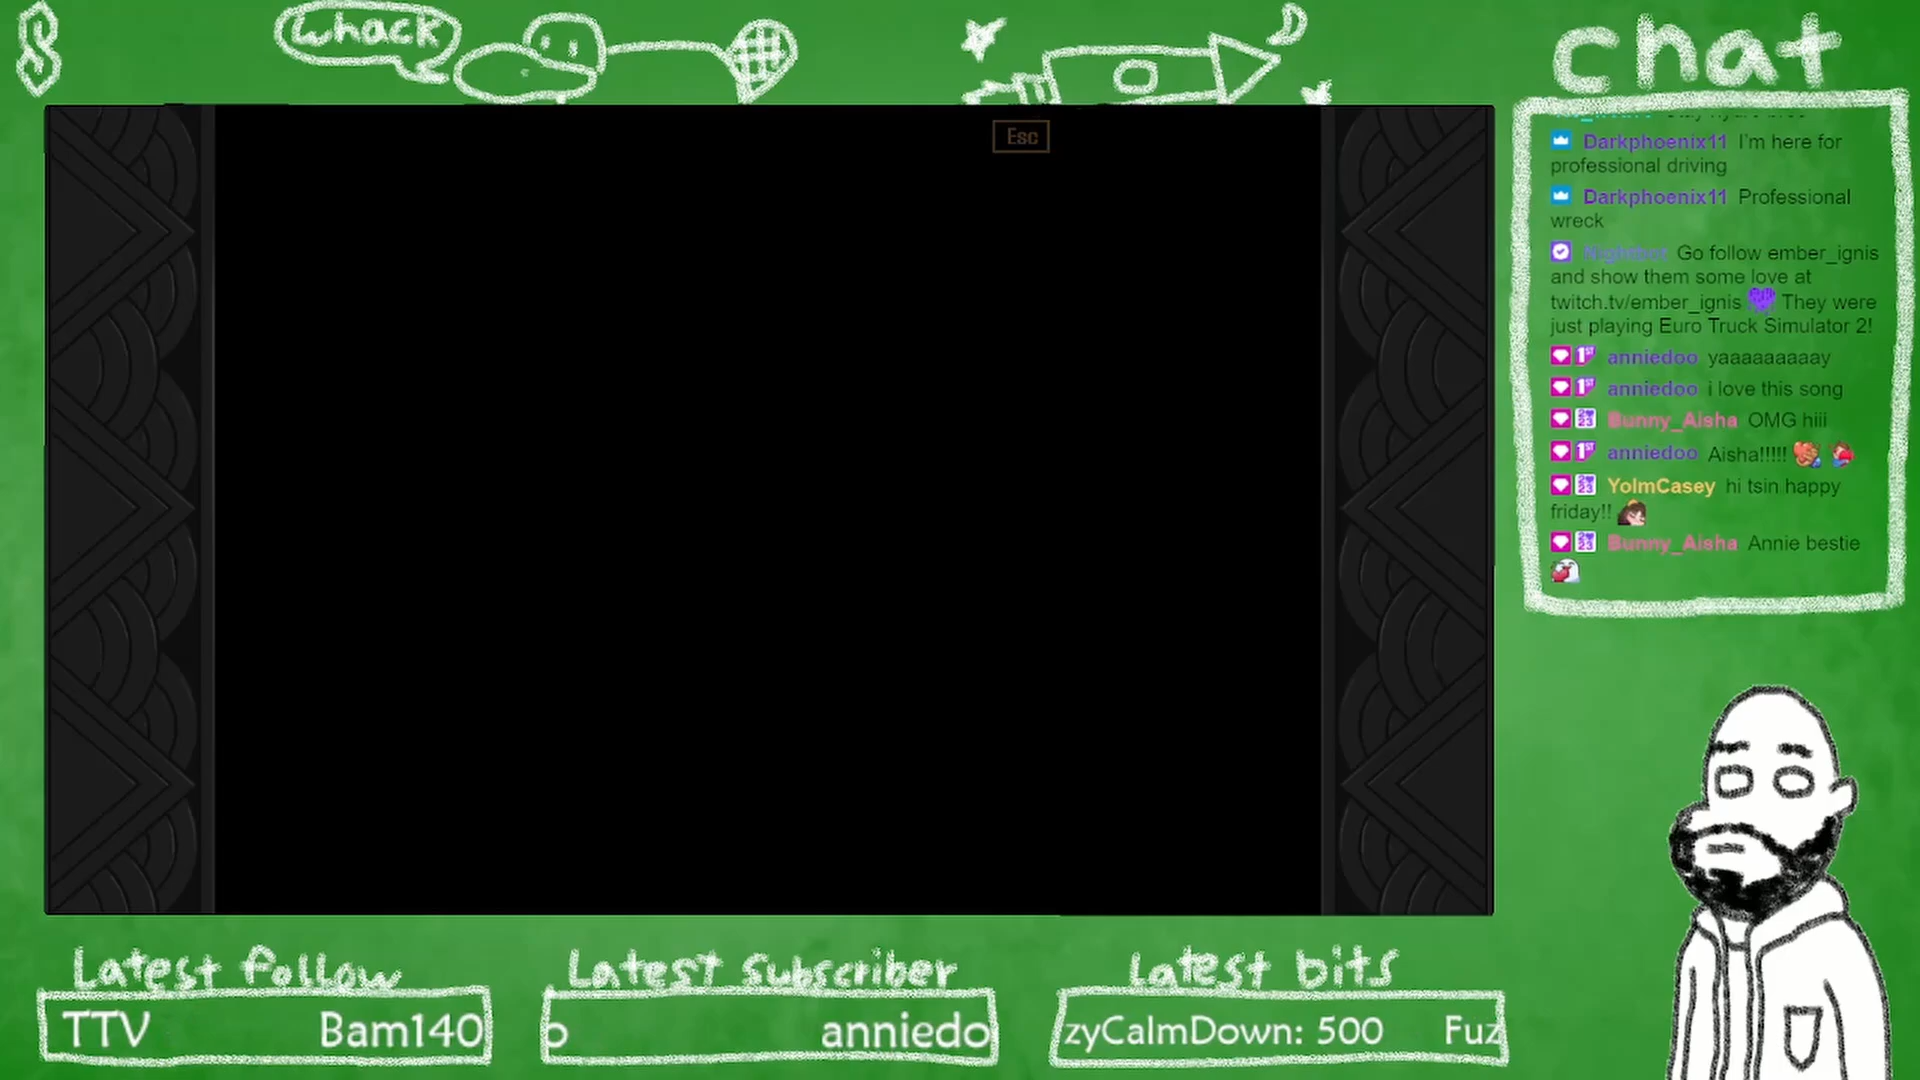 whack
chat
Esc
Darkphoenix11 I'm here for
professional driving
Darkphoenix11 Professional
wreck
Nightbot Go follow ember_ignis
and show them some love at
twitch.tv/ember_ignis They were
just playing Euro Truck Simulator 2!
anniedoo yaaaaaaaaay
anniedoo i love this song
Bunny_Aisha OMG hiii
anniedoo Aisha!!!!!
YoImCasey hi tsin happy
friday!!
Bunny_Aisha Annie bestie
Latest follow
Latest subscriber
Latest bits
TTV Bam140
o anniedo
zyCalmDown: 500 Fuz